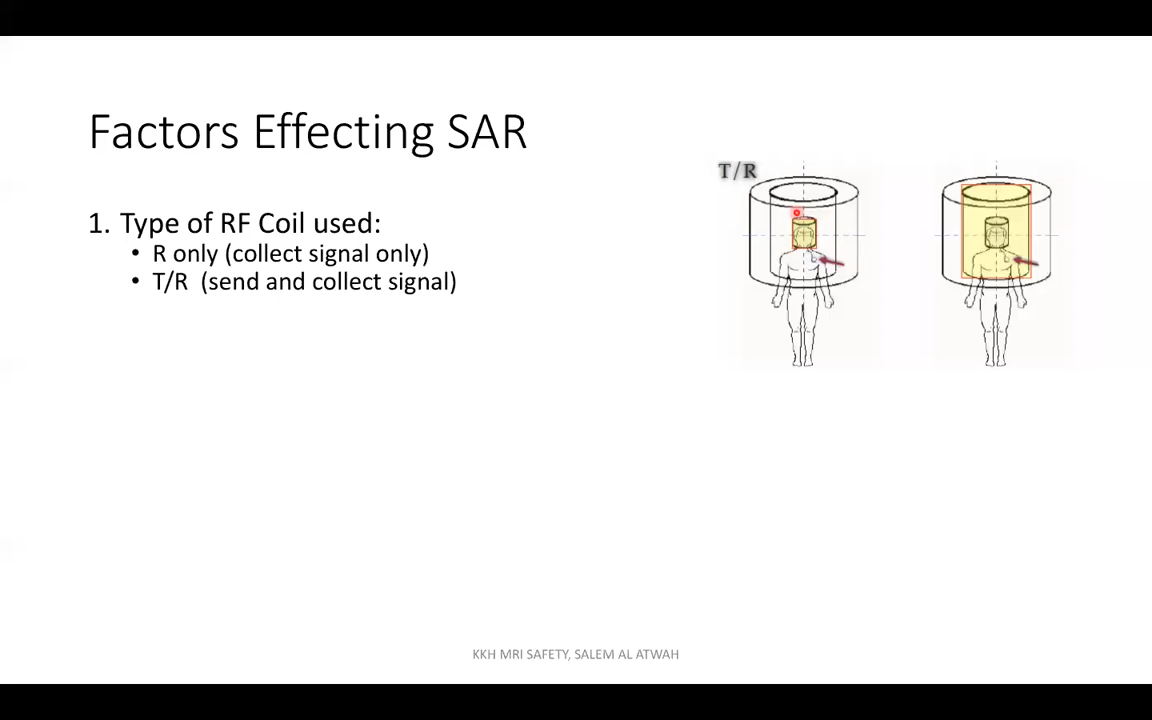 Factors Effecting SAR
T/R
1. Type of RF Coil used:
• R only (collect signal only)
• T/R (send and collect signal)
KKH MRI SAFETY, SALEM AL ATWAH